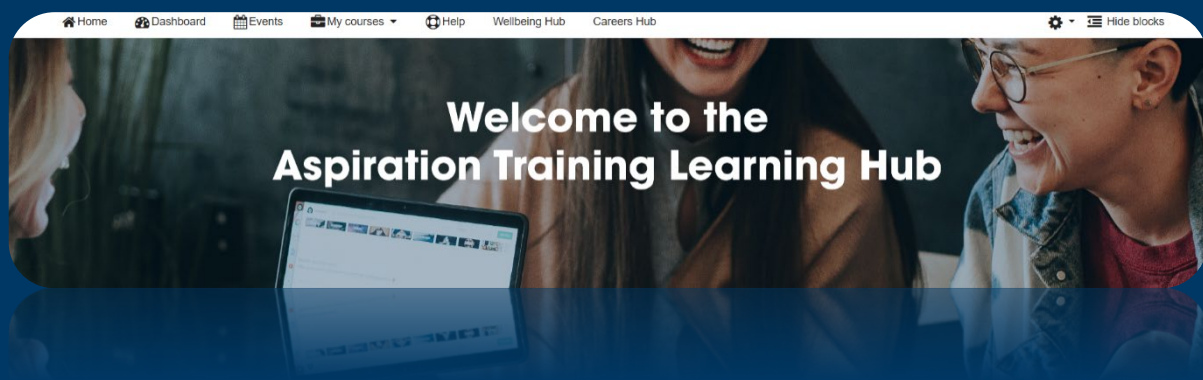 Home Dashboard Events My courses Help Wellbeing Hub Careers Hub Hide blocks
Welcome to the
Aspiration Training Learning Hub